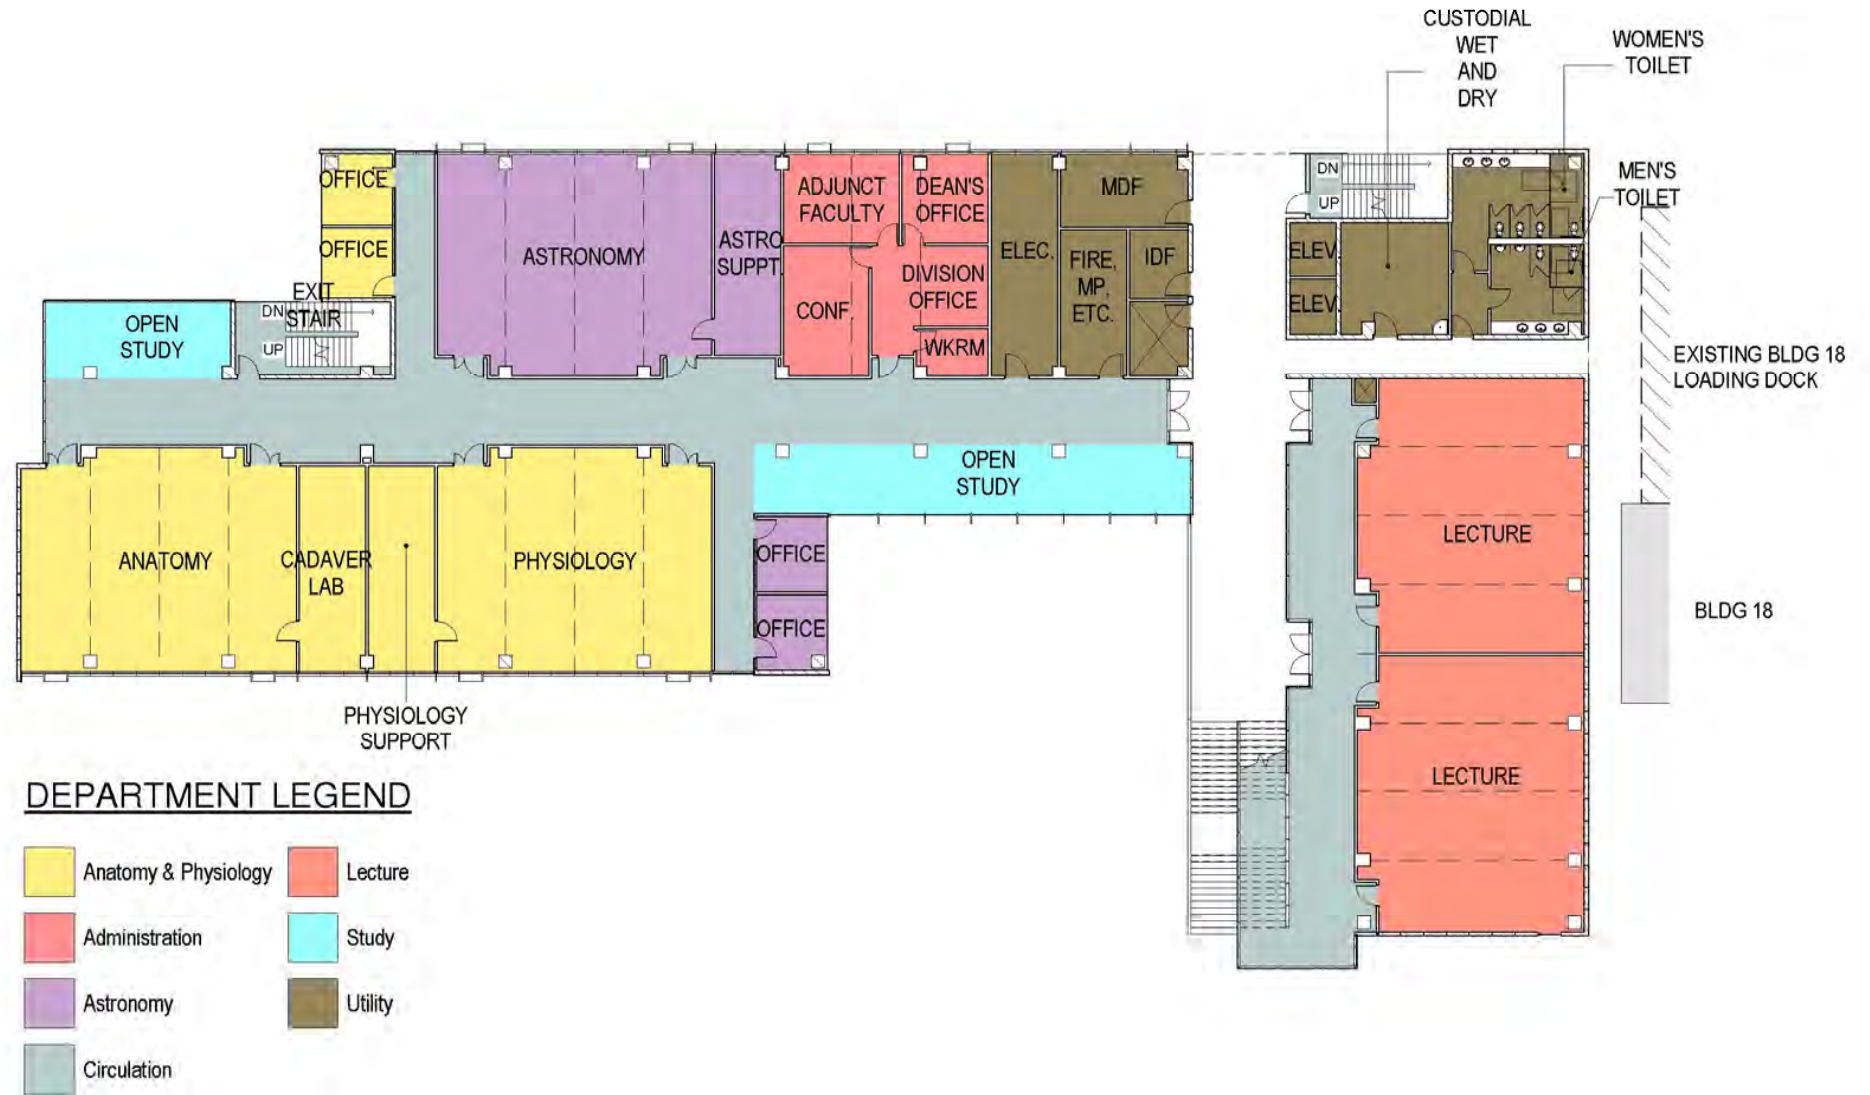 CUSTODIAL
WET
AND
DRY
WOMEN'S
TOILET
MEN'S
TOILET
OFFICE
OFFICE
ASTRONOMY
ASTRO
SUPPT.
ADJUNCT
FACULTY
DEAN'S
OFFICE
CONF.
DIVISION
OFFICE
WKRM
ELEC.
MDF
FIRE,
MP,
ETC.
IDF
DN
UP
ELEV.
ELEV.
EXIT
STAIR
DN
UP
OPEN
STUDY
EXISTING BLDG 18
LOADING DOCK
OPEN
STUDY
ANATOMY
CADAVER
LAB
PHYSIOLOGY
OFFICE
OFFICE
LECTURE
BLDG 18
LECTURE
PHYSIOLOGY
SUPPORT
DEPARTMENT LEGEND
Anatomy & Physiology
Administration
Astronomy
Circulation
Lecture
Study
Utility